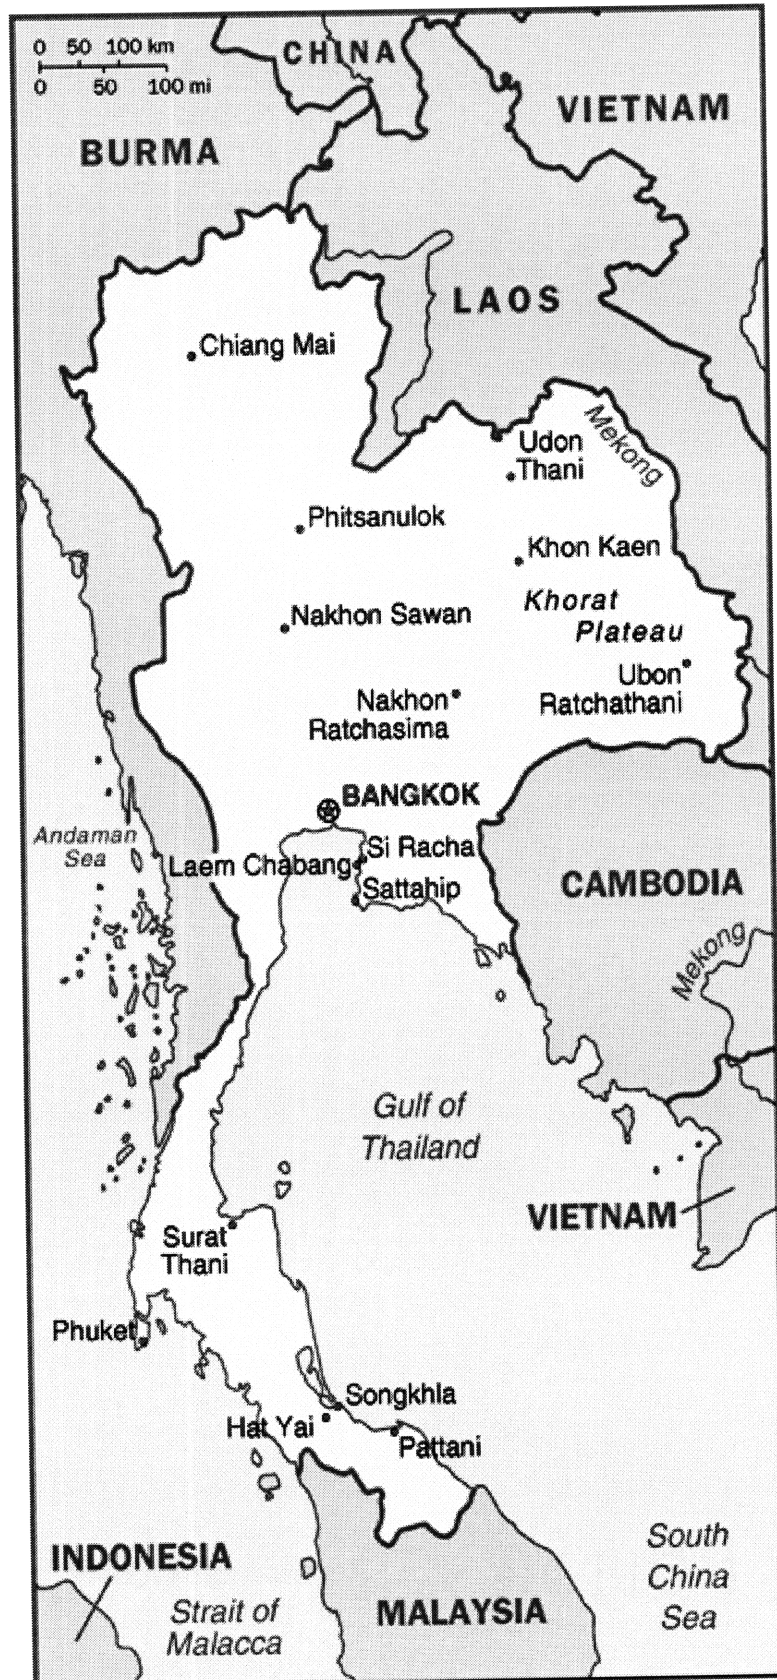 0 50 100 km
0 50 100 mi
CHINA
VIETNAM
BURMA
LAOS
Chiang Mai
Mekong
Udon
Thani
Phitsanulok
Khon Kaen
Khorat
Plateau
Nakhon Sawan
Ubon
Ratchathani
Nakhon
Ratchasima
BANGKOK
Andaman
Sea
Si Racha
Laem Chabang
Sattahip
CAMBODIA
Mekong
Gulf of
Thailand
VIETNAM
Surat
Thani
Phuket
Songkhla
Hat Yai
Pattani
South
China
Sea
INDONESIA
Strait of
Malacca
MALAYSIA